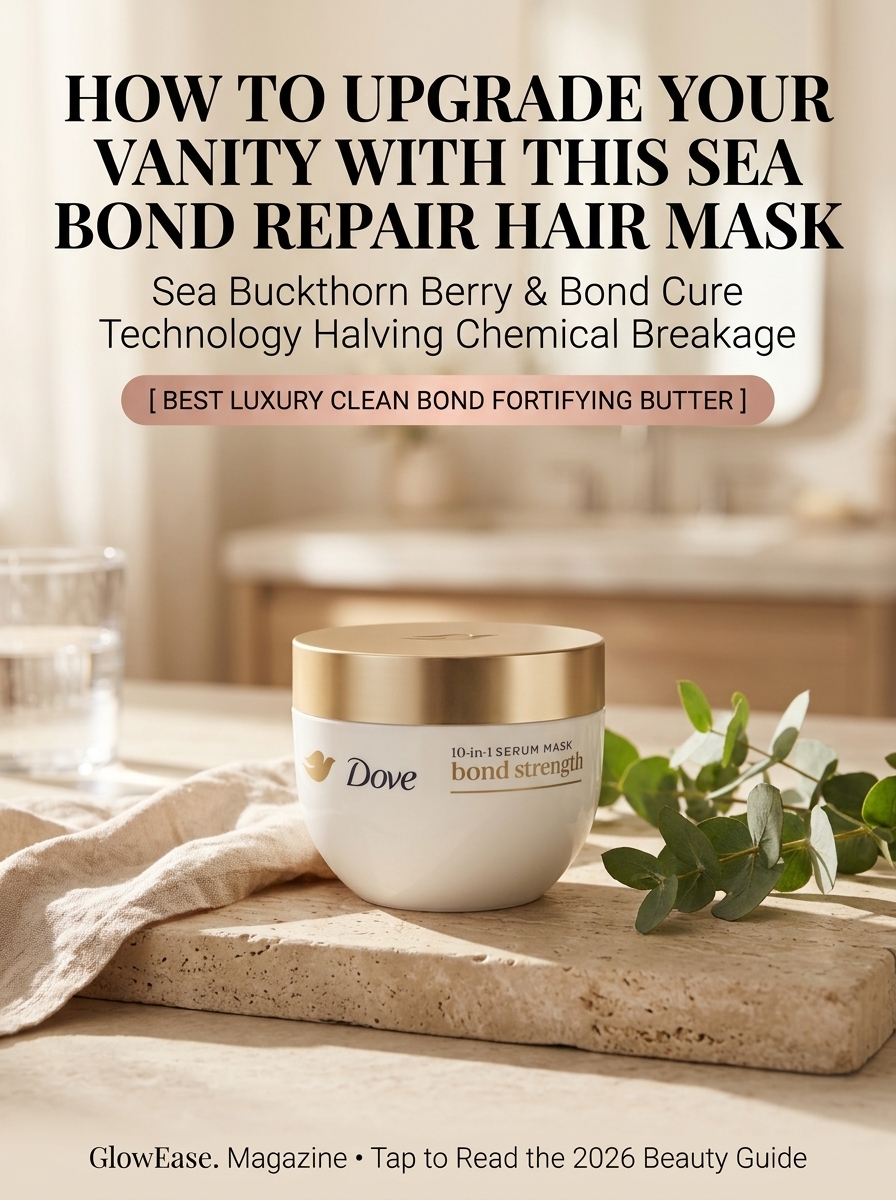 HOW TO UPGRADE YOUR
VANITY WITH THIS SEA
BOND REPAIR HAIR MASK
Sea Buckthorn Berry & Bond Cure
Technology Halving Chemical Breakage
[ BEST LUXURY CLEAN BOND FORTIFYING BUTTER ]
Dove
10-in-1 SERUM MASK
bond strength
GlowEase. Magazine • Tap to Read the 2026 Beauty Guide